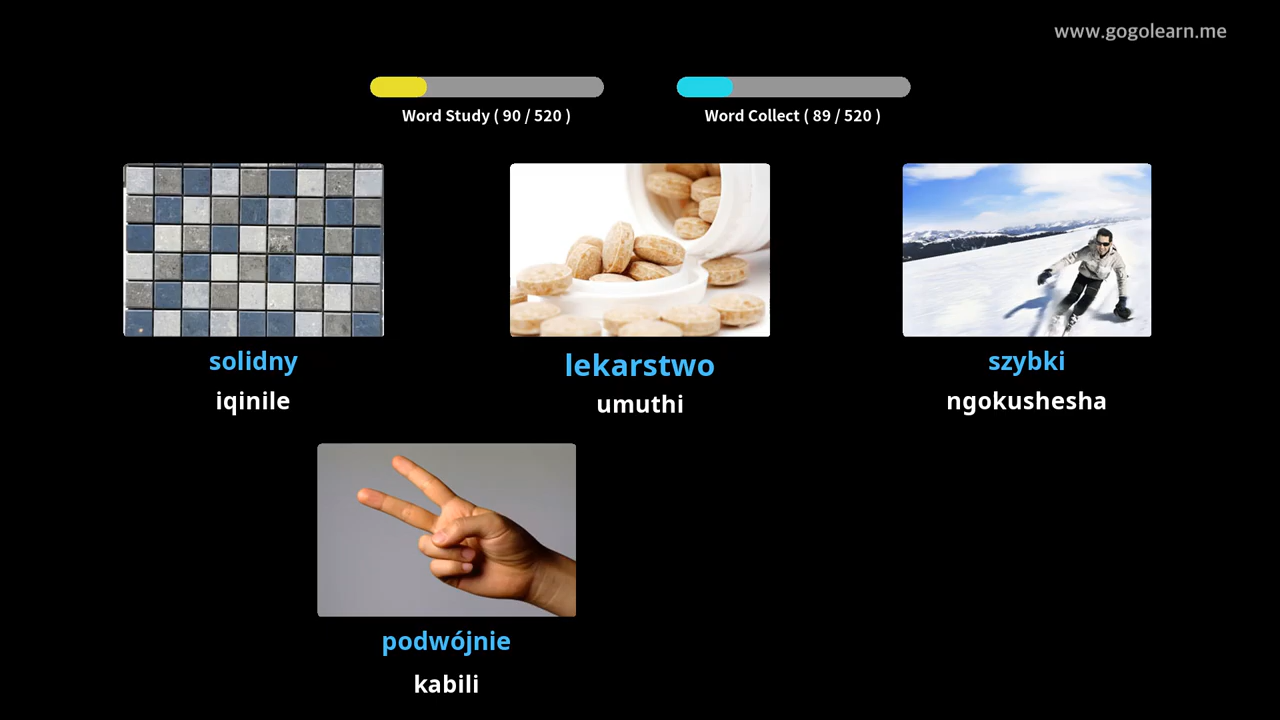 www.gogolearn.me
Word Study ( 90 / 520 )
Word Collect ( 89 / 520 )
solidny
iqinile
lekarstwo
umuthi
szybki
ngokushesha
podwójnie
kabili